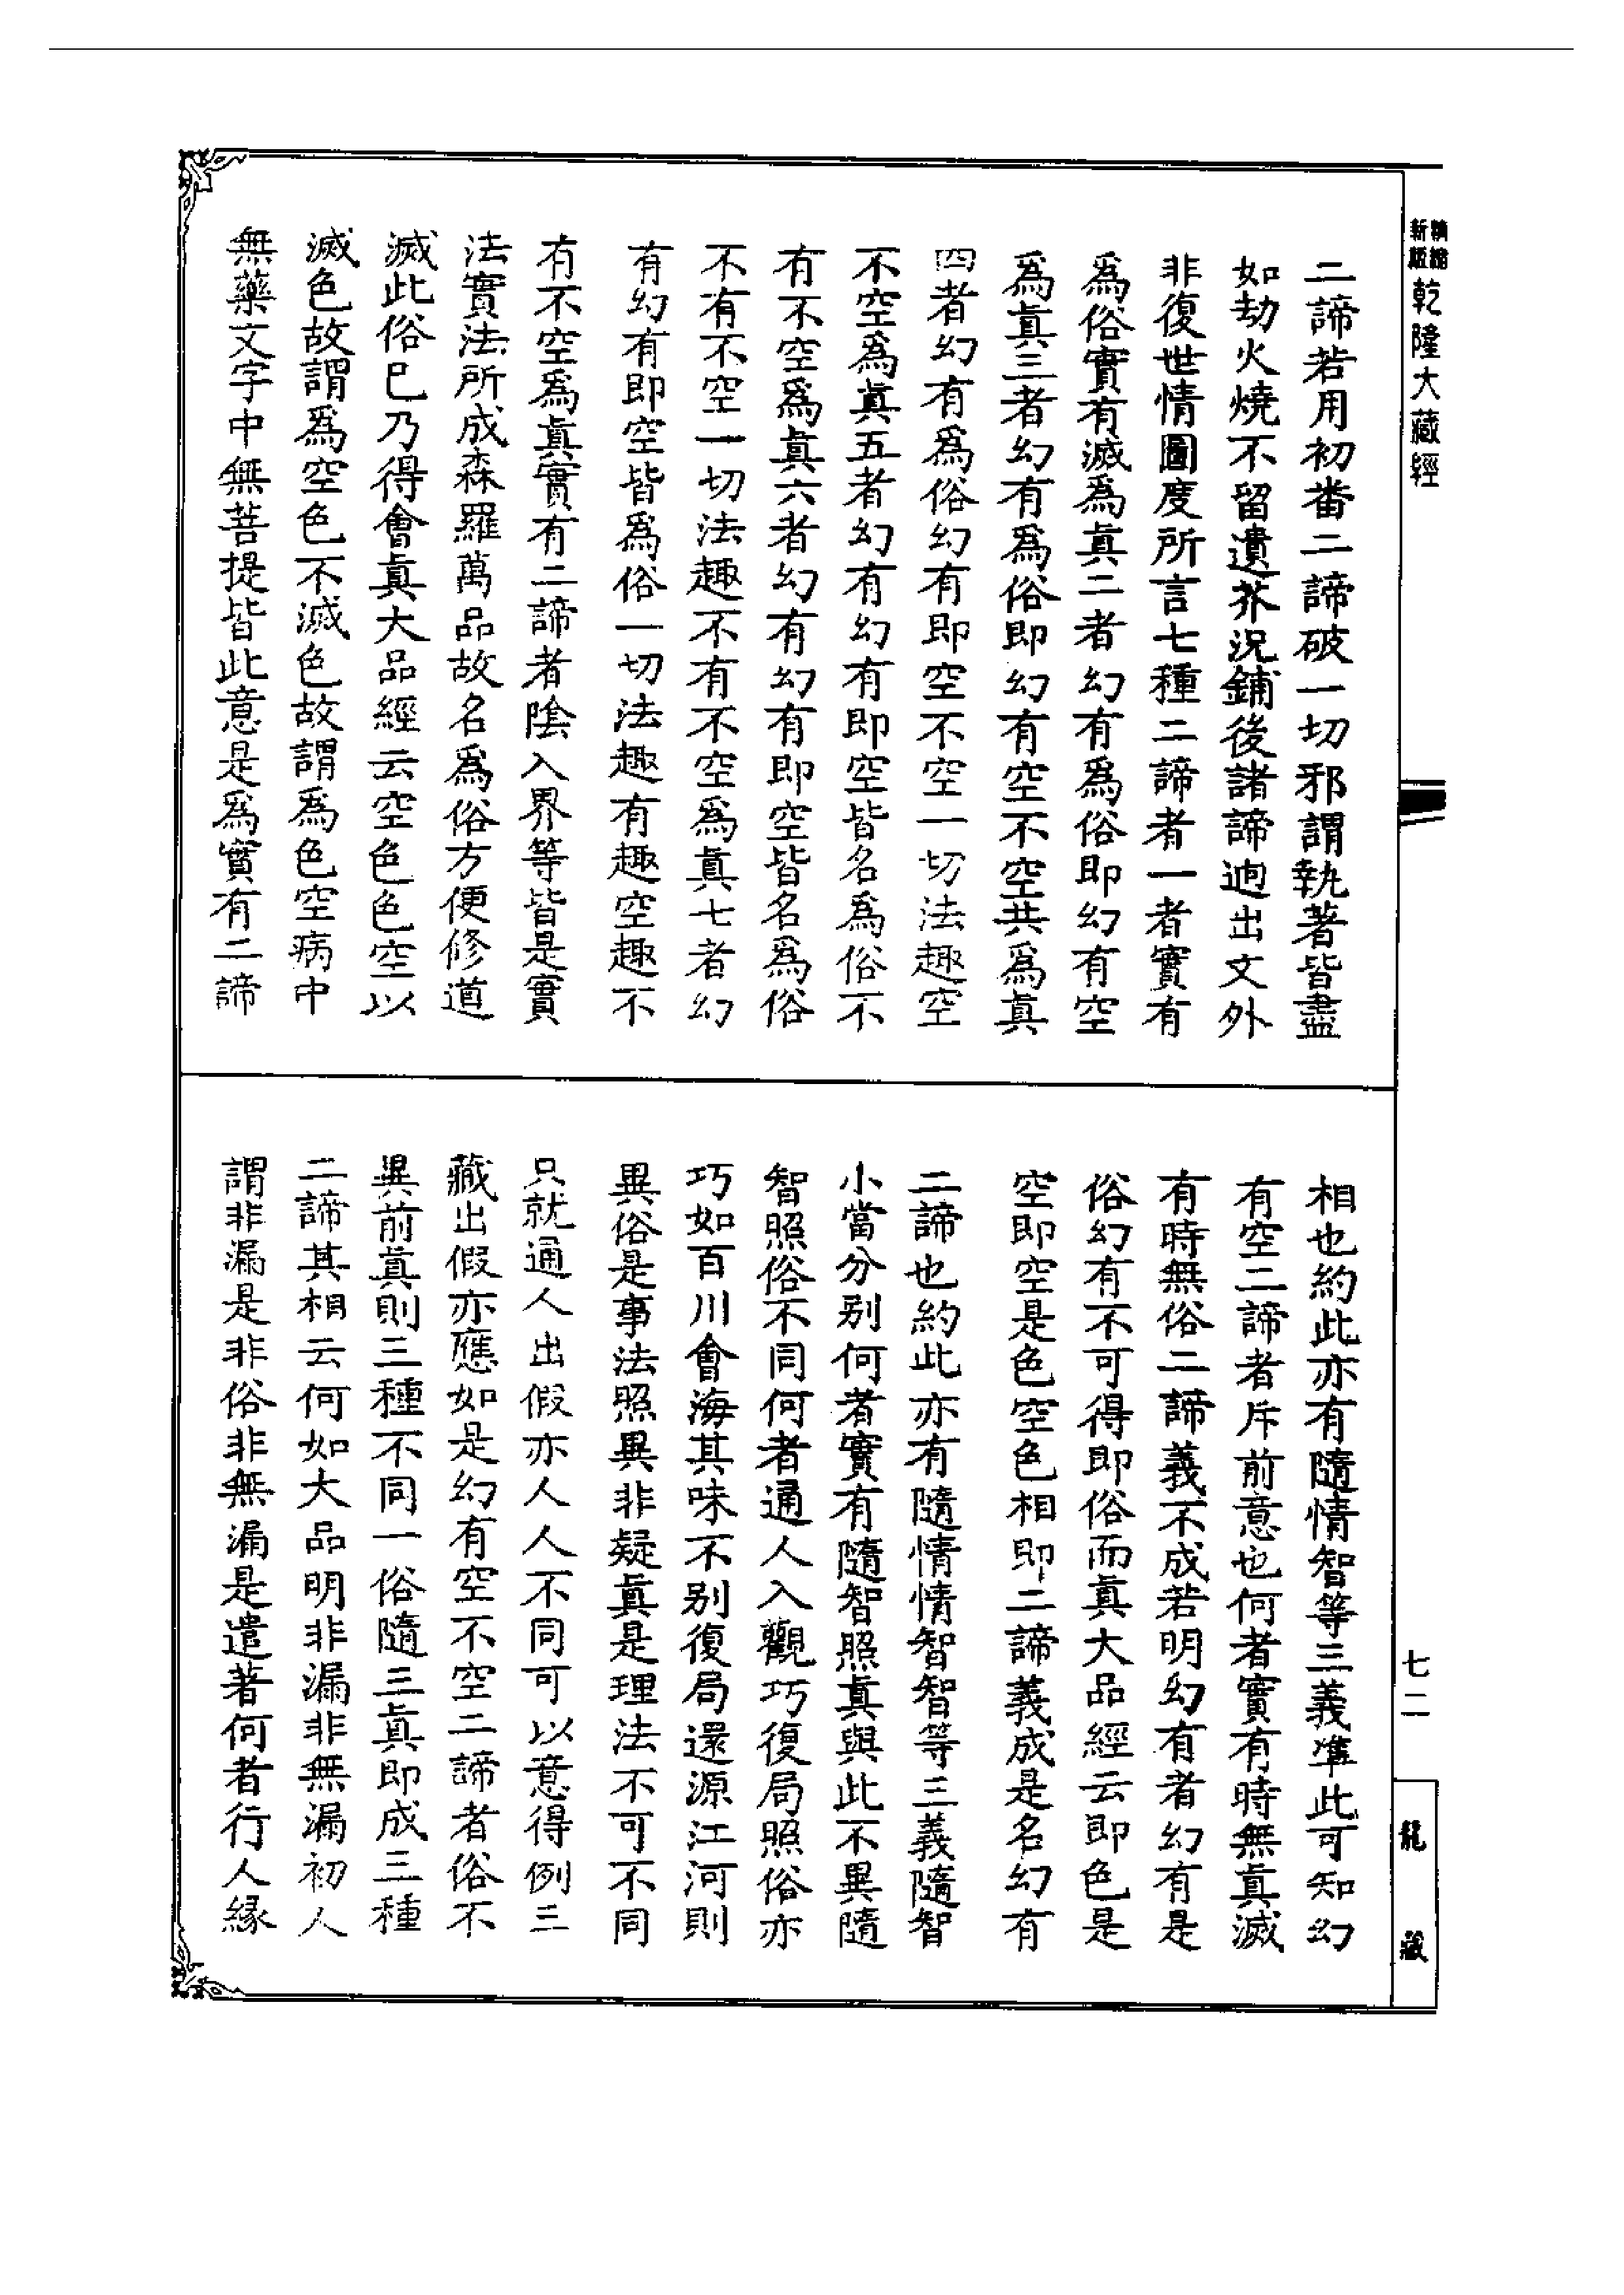 新編縮版 乾隆大藏經
二諦若用初番二諦破一切邪謂執著皆盡
如劫火燒不留遺芥況鋪後諸諦逈出文外
非復世情圖度所言七種二諦者一者實有
爲俗實有滅爲眞二者幻有爲俗即幻有空
爲眞三者幻有爲俗即幻有空不空共爲眞
四者幻有爲俗幻有即空不空一切法趣空
不空爲眞五者幻有幻有即空皆名爲俗不
有不空爲眞六者幻有幻有即空皆名爲俗
不有不空一切法趣不有不空爲眞七者幻
有幻有即空皆爲俗一切法趣有趣空趣不
有不空爲眞實有二諦者陰入界等皆是實
法實法所成森羅萬品故名爲俗方便修道
滅此俗巳乃得會眞大品經云空色色空以
滅色故謂爲空色不滅色故謂爲色空病中
無藥文字中無菩提皆此意是爲實有二諦
相也約此亦有隨情智等三義準此可知幻
有空二諦者斥前意也何者實有時無眞滅
有時無俗二諦義不成若明幻有者幻有是
俗幻有不可得即俗而眞大品經云即色是
空即空是色空色相即二諦義成是名幻有
二諦也約此亦有隨情情智智等三義隨智
小當分别何者實有隨智照眞與此不異隨
智照俗不同何者通人入觀巧復局照俗亦
巧如百川會海其味不别復局還源江河則
異俗是事法照異非疑眞是理法不可不同
只就通人出假亦人人不同可以意得例三
藏出假亦應如是幻有空不空二諦者俗不
異前眞則三種不同一俗隨三眞即成三種
二諦其相云何如大品明非漏非無漏初人
謂非漏是非俗非無漏是遣著何者行人緣
七二
龍藏